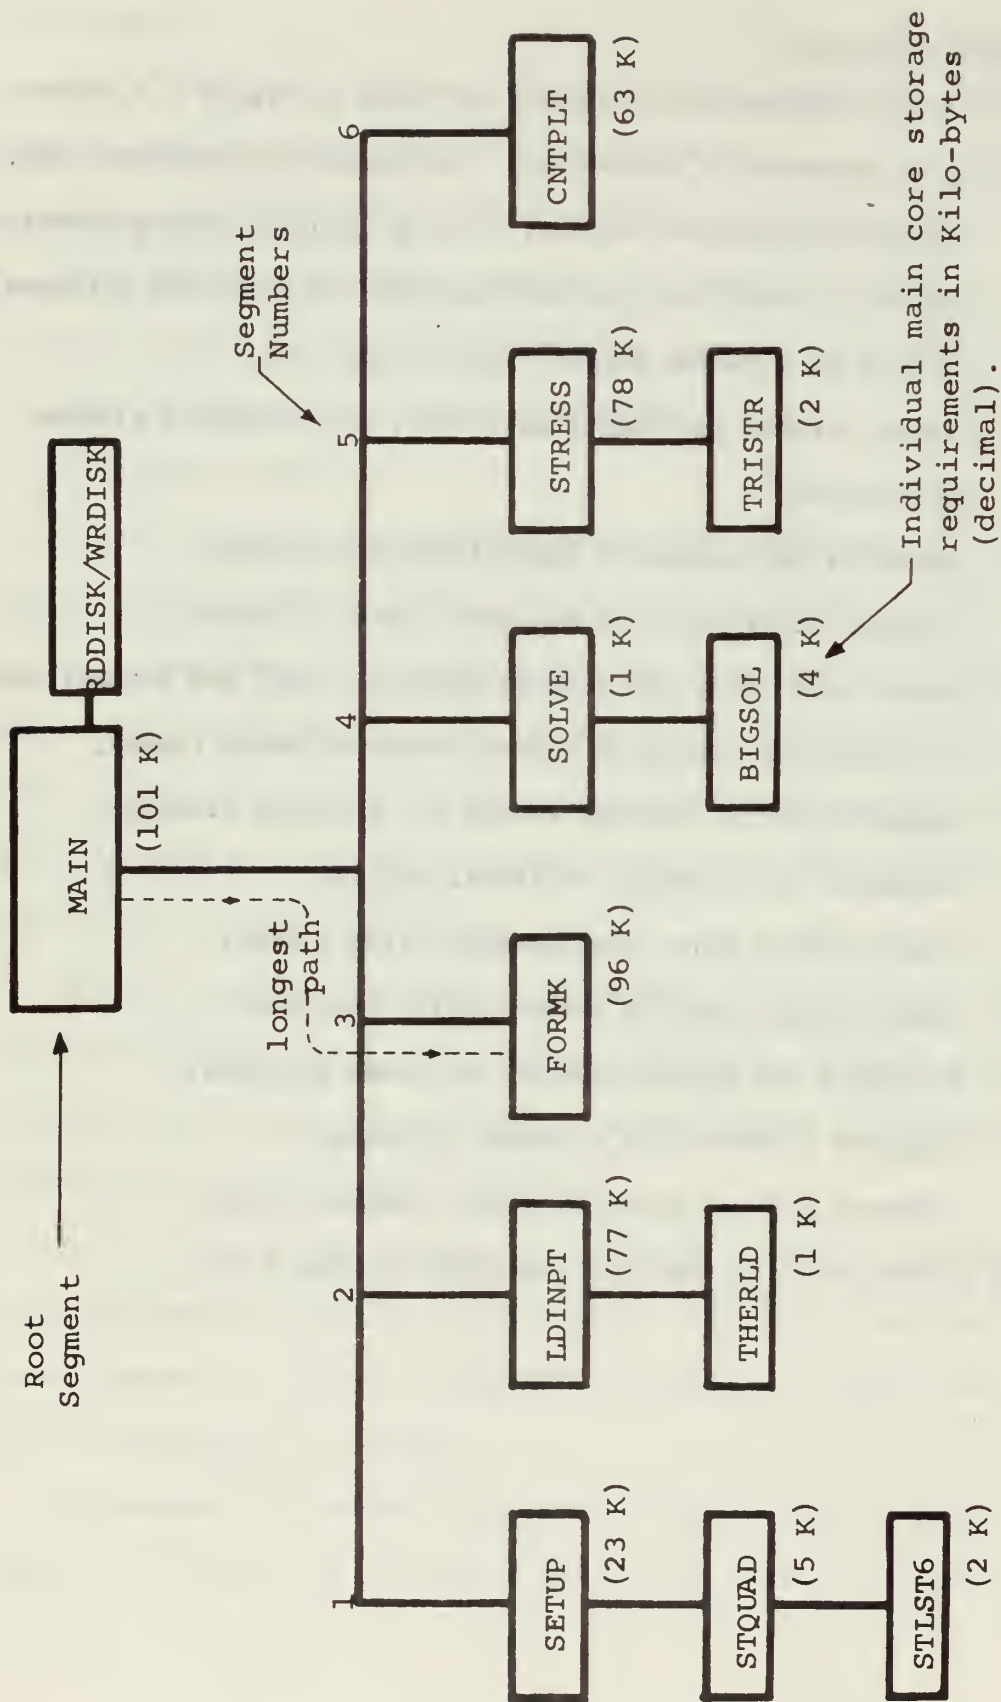 Root
Segment
MAIN
(101 K)
RDDISK/WRDISK
longest
path
Segment
Numbers
1
2
3
4
5
6
SETUP
(23 K)
STQUAD
(5 K)
STLST6
(2 K)
LDINPT
(77 K)
THERLD
(1 K)
FORMK
(96 K)
SOLVE
(1 K)
BIGSOL
(4 K)
STRESS
(78 K)
TRISTR
(2 K)
CNTPLT
(63 K)
Individual main core storage
requirements in Kilo-bytes
(decimal).